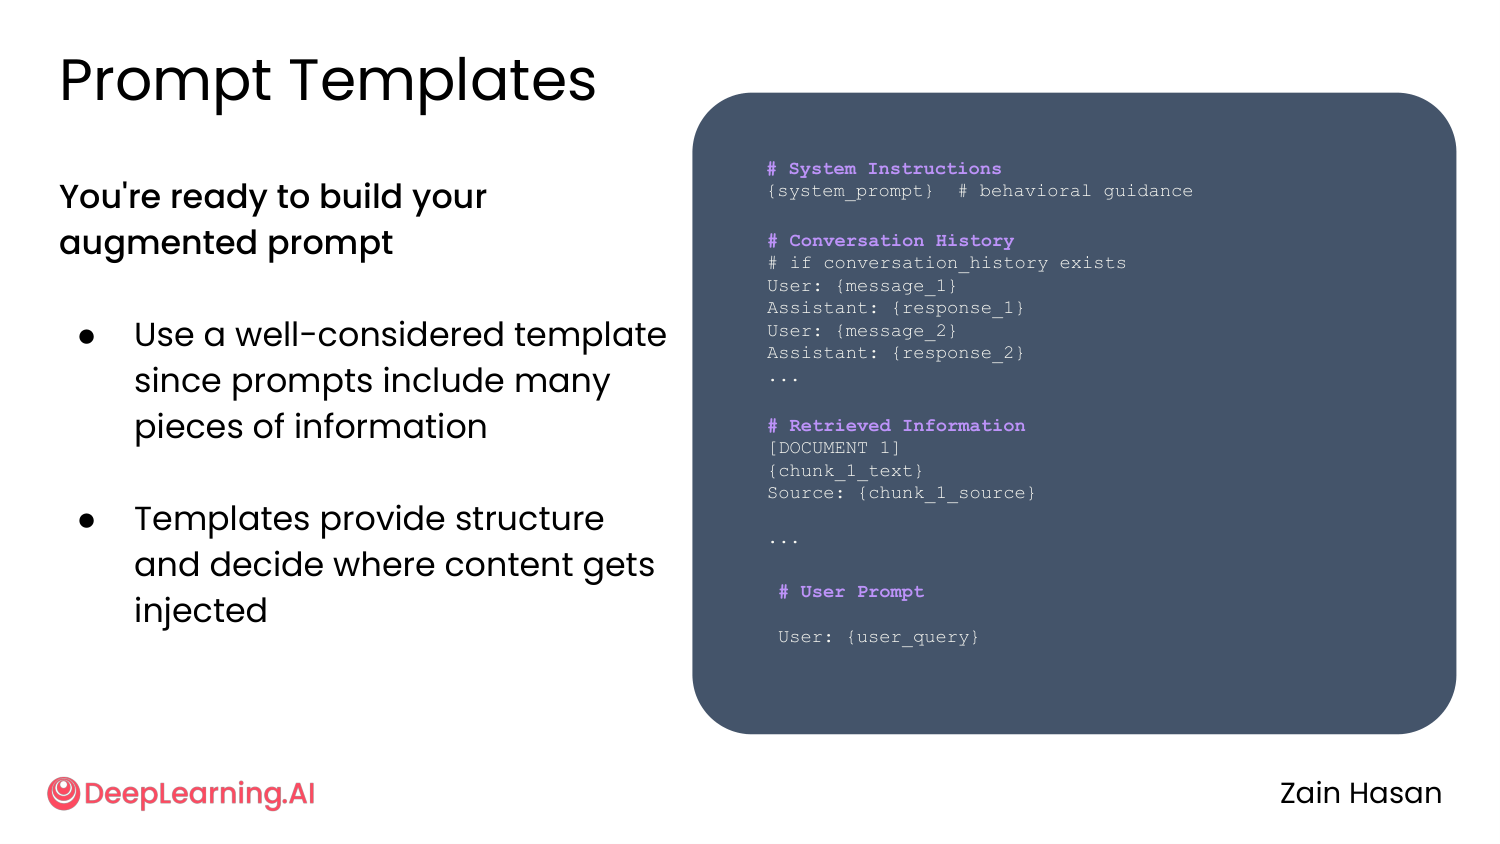 Prompt Templates
You're ready to build your
augmented prompt
● Use a well-considered template
since prompts include many
pieces of information
● Templates provide structure
and decide where content gets
injected
# System Instructions
{system_prompt}  # behavioral guidance
# Conversation History
# if conversation_history exists
User: {message_1}
Assistant: {response_1}
User: {message_2}
Assistant: {response_2}
...
# Retrieved Information
[DOCUMENT 1]
{chunk_1_text}
Source: {chunk_1_source}
...
# User Prompt
User: {user_query}
DeepLearning.AI
Zain Hasan